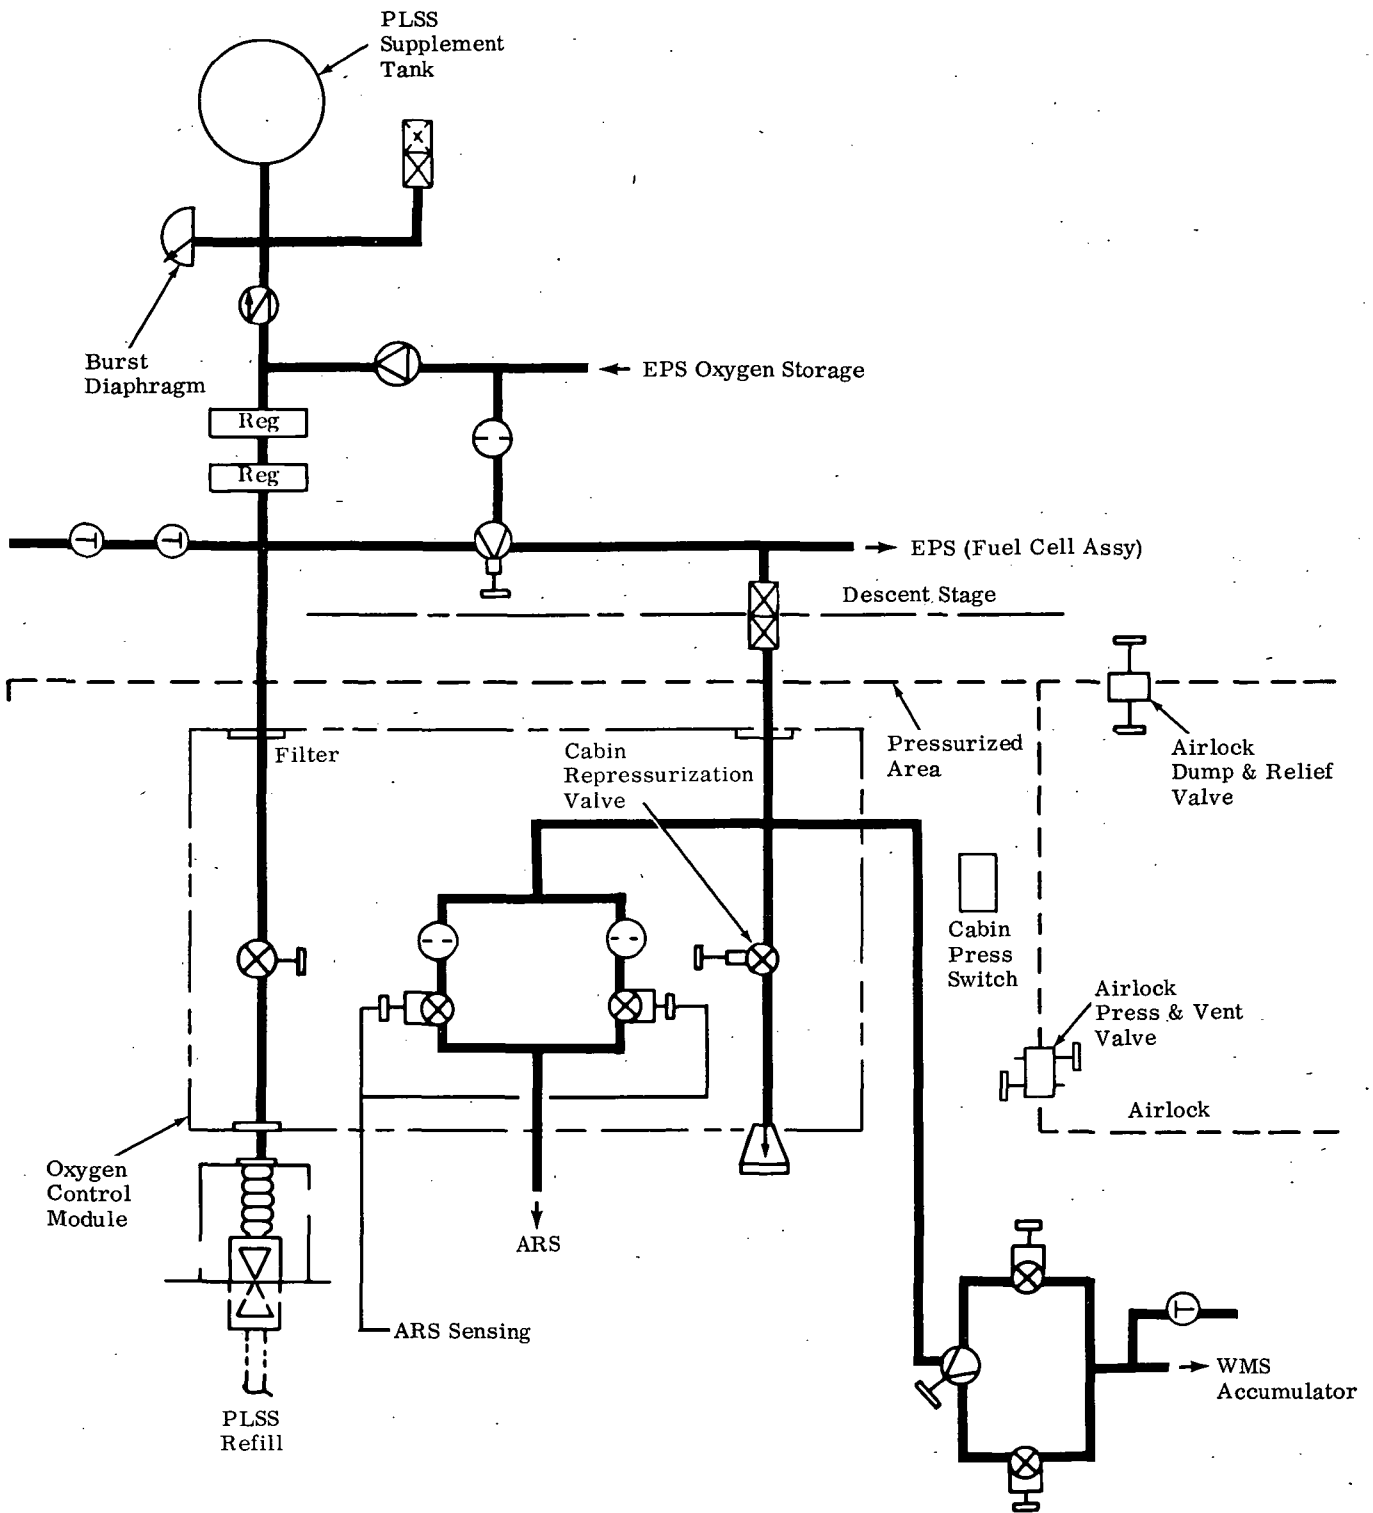 PLSS
Supplement
Tank
Burst
Diaphragm
EPS Oxygen Storage
Reg
Reg
EPS (Fuel Cell Assy)
Descent Stage
Filter
Cabin
Repressurization
Valve
Pressurized
Area
Airlock
Dump & Relief
Valve
Cabin
Press
Switch
Airlock
Press & Vent
Valve
Airlock
Oxygen
Control
Module
ARS
ARS Sensing
PLSS
Refill
WMS
Accumulator